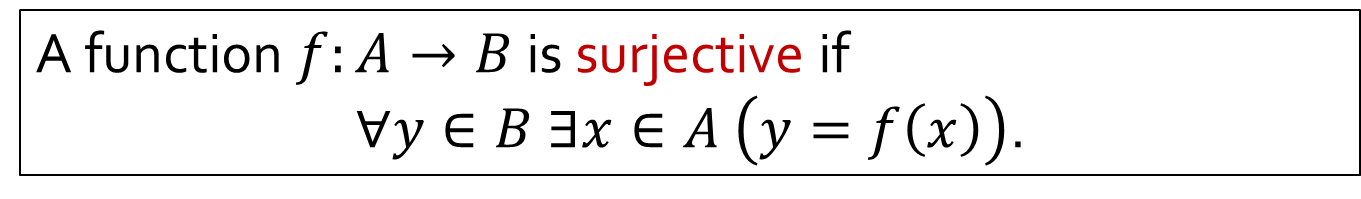 A function 𝑓: 𝐴 → 𝐵 is surjective if
∀𝑦 ∈ 𝐵 ∃𝑥 ∈ 𝐴 (𝑦 = 𝑓(𝑥)).